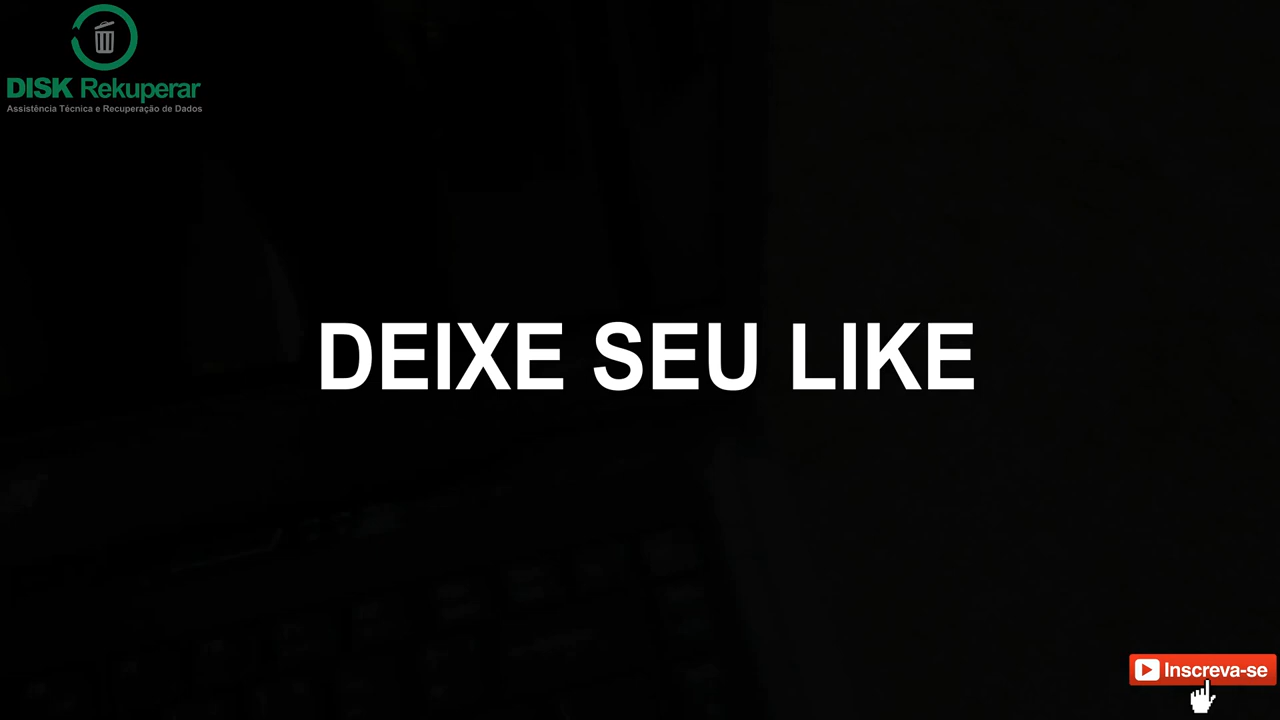 DISK Rekuperar
Assistência Técnica e Recuperação de Dados
DEIXE SEU LIKE
Inscreva-se